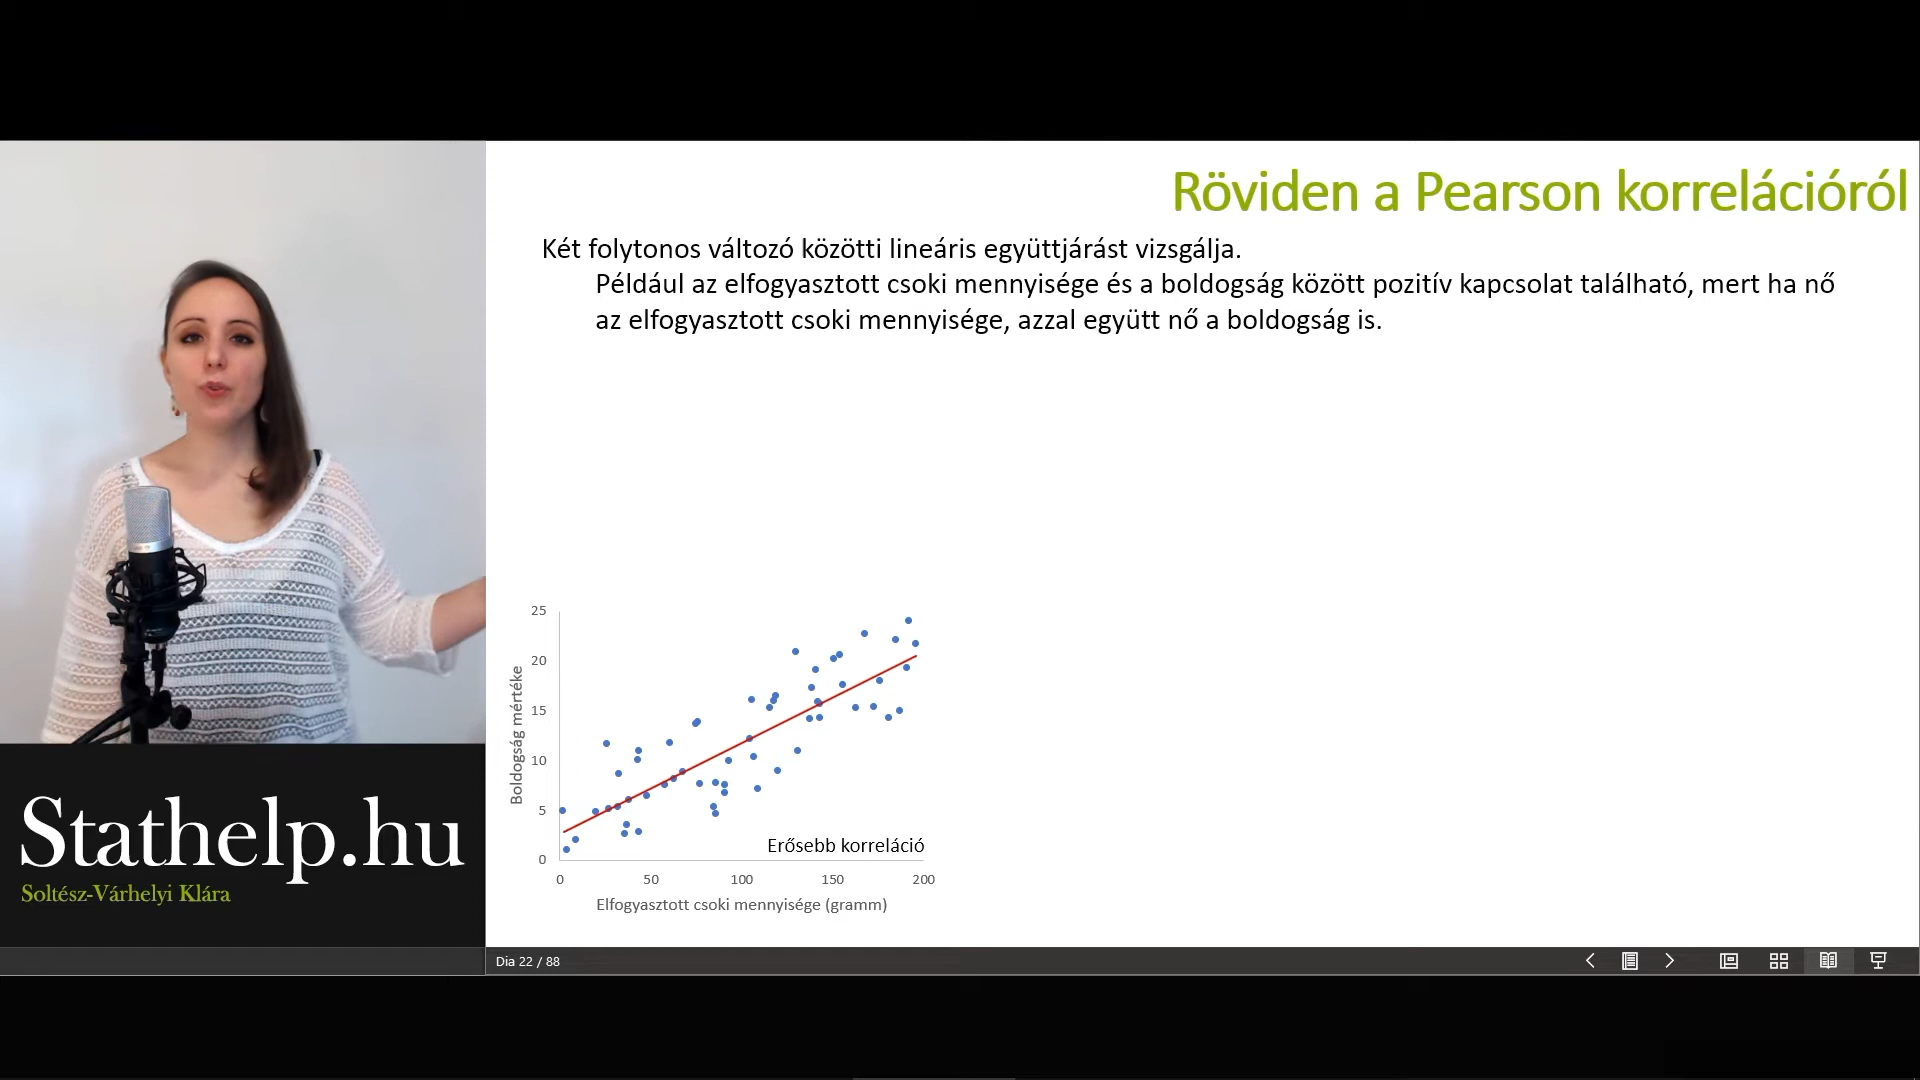 Röviden a Pearson korrelációról
Két folytonos változó közötti lineáris együttjárást vizsgálja.
Például az elfogyasztott csoki mennyisége és a boldogság között pozitív kapcsolat található, mert ha nő
az elfogyasztott csoki mennyisége, azzal együtt nő a boldogság is.
25
20
15
10
5
0
Boldogság mértéke
Erősebb korreláció
0 50 100 150 200
Elfogyasztott csoki mennyisége (gramm)
Stathelp.hu
Soltész-Várhelyi Klára
Dia 22 / 88